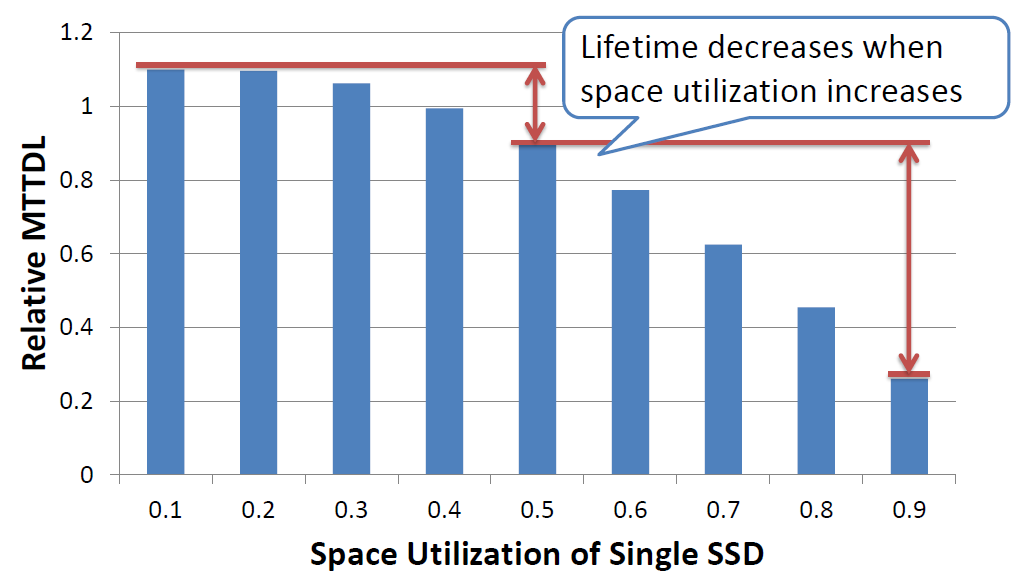 Lifetime decreases when
space utilization increases
Relative MTTDL
1.2
1
0.8
0.6
0.4
0.2
0
0.1 0.2 0.3 0.4 0.5 0.6 0.7 0.8 0.9
Space Utilization of Single SSD